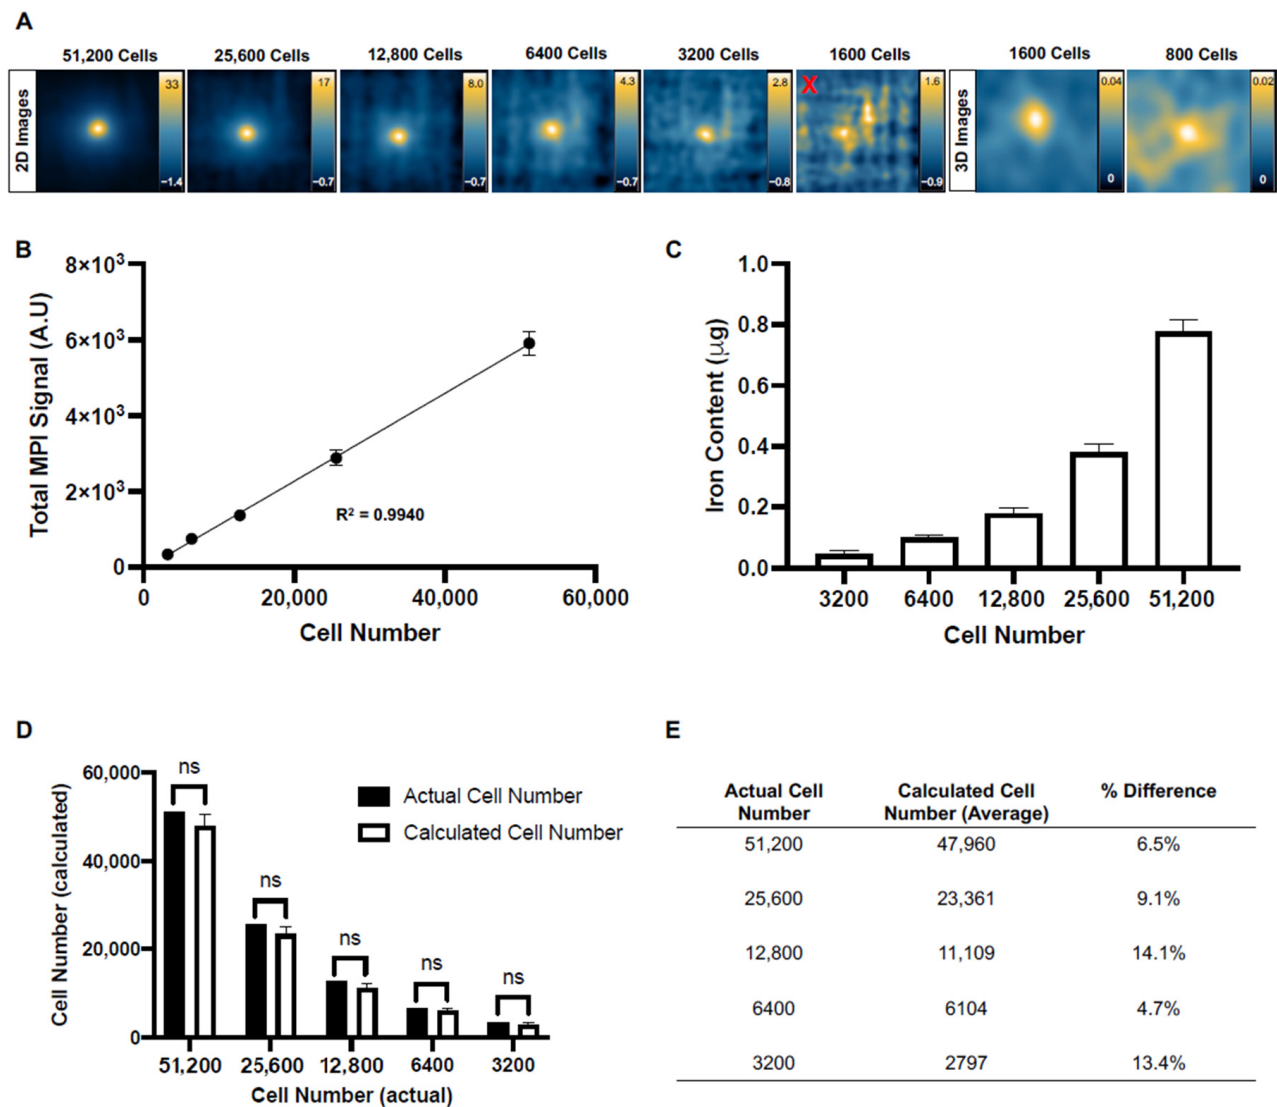 A
51,200 Cells 25,600 Cells 12,800 Cells 6400 Cells 3200 Cells 1600 Cells 1600 Cells 800 Cells
2D Images
33
−1.4
17
−0.7
8.0
−0.7
4.3
−0.7
2.8
−0.8
X
1.6
−0.9
3D Images
0.04
0
0.02
0
B
Total MPI Signal (A.U)
8×10³
6×10³
4×10³
2×10³
0
R² = 0.9940
0 20,000 40,000 60,000
Cell Number
C
Iron Content (μg)
1.0
0.8
0.6
0.4
0.2
0.0
3200 6400 12,800 25,600 51,200
Cell Number
D
Cell Number (calculated)
60,000
40,000
20,000
0
ns
ns
ns
ns
ns
Actual Cell Number
Calculated Cell Number
51,200 25,600 12,800 6400 3200
Cell Number (actual)
E
Actual Cell Calculated Cell % Difference
Number Number (Average)
51,200 47,960 6.5%
25,600 23,361 9.1%
12,800 11,109 14.1%
6400 6104 4.7%
3200 2797 13.4%